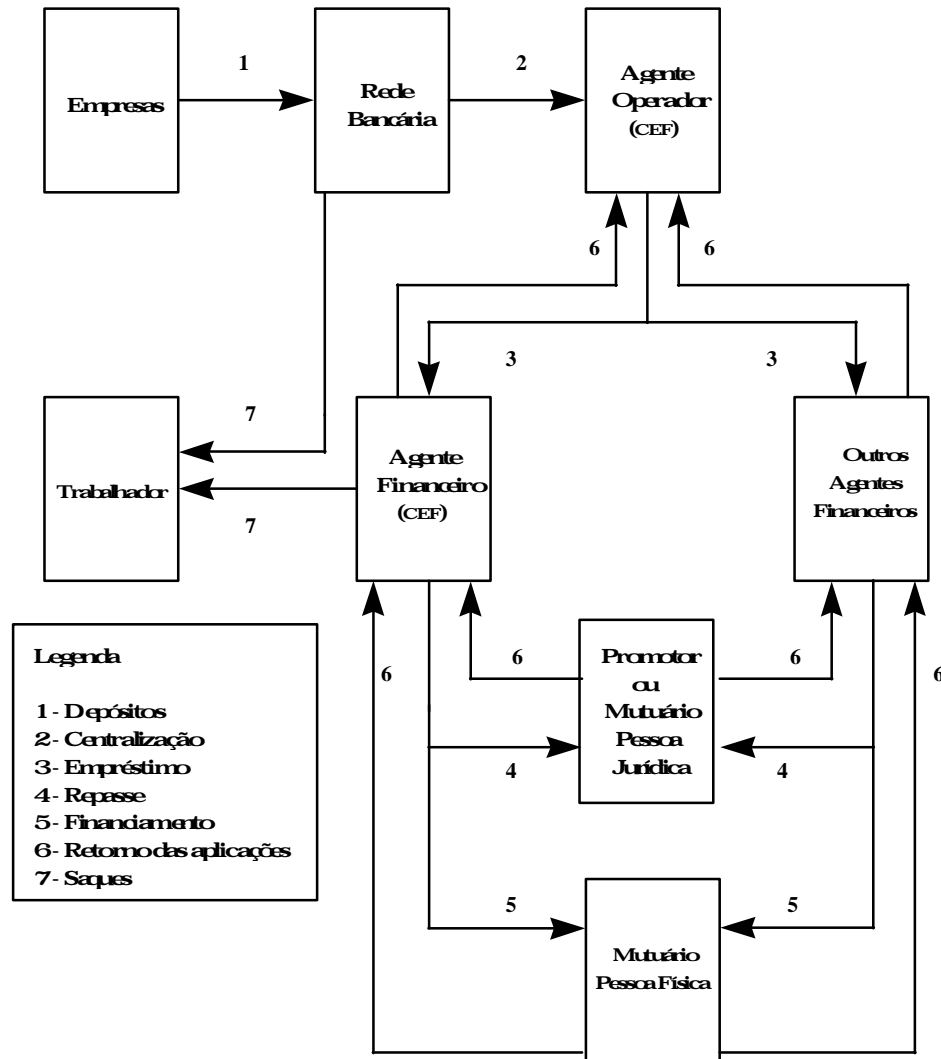 1
2
Empresas
Rede
Bancária
Agente
Operador
(CEF)
6
6
3
3
7
Trabalhador
7
Agente
Financeiro
(CEF)
Outros
Agentes
Financeiros
Legenda
1 - Depósitos
2 - Centralização
3 - Empréstimo
4 - Repasse
5 - Financiamento
6 - Retorno das aplicações
7 - Saques
6
6
Promotor
ou
Mutuário
Pessoa
Jurídica
6
6
4
4
5
5
Mutuário
Pessoa Física